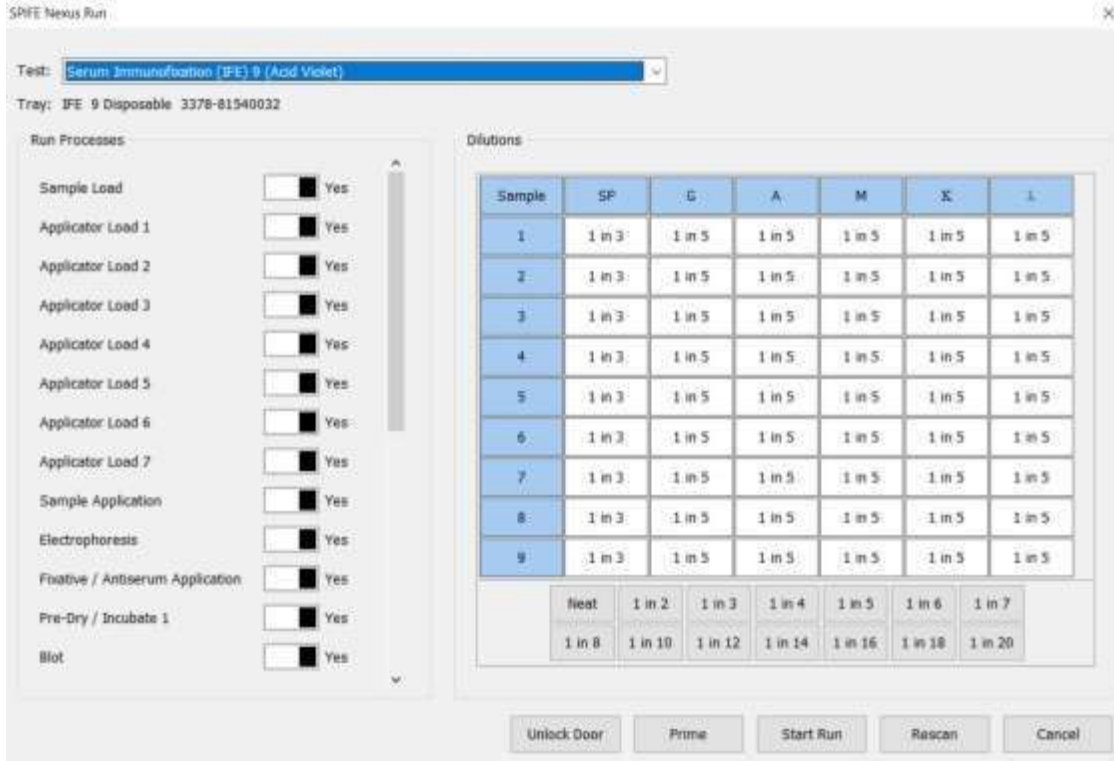 SPIFE Nexus Run
Test: Serum Immunofixation (IFE) 9 (Acid Violet)
Tray: IFE 9 Disposable 3378-81540032
Run Processes
Sample Load Yes
Applicator Load 1 Yes
Applicator Load 2 Yes
Applicator Load 3 Yes
Applicator Load 4 Yes
Applicator Load 5 Yes
Applicator Load 6 Yes
Applicator Load 7 Yes
Sample Application Yes
Electrophoresis Yes
Fixative / Antiserum Application Yes
Pre-Dry / Incubate 1 Yes
Blot Yes
Dilutions
Sample SP G A M K L
1 1 in 3 1 in 5 1 in 5 1 in 5 1 in 5 1 in 5
2 1 in 3 1 in 5 1 in 5 1 in 5 1 in 5 1 in 5
3 1 in 3 1 in 5 1 in 5 1 in 5 1 in 5 1 in 5
4 1 in 3 1 in 5 1 in 5 1 in 5 1 in 5 1 in 5
5 1 in 3 1 in 5 1 in 5 1 in 5 1 in 5 1 in 5
6 1 in 3 1 in 5 1 in 5 1 in 5 1 in 5 1 in 5
7 1 in 3 1 in 5 1 in 5 1 in 5 1 in 5 1 in 5
8 1 in 3 1 in 5 1 in 5 1 in 5 1 in 5 1 in 5
9 1 in 3 1 in 5 1 in 5 1 in 5 1 in 5 1 in 5
Neat 1 in 2 1 in 3 1 in 4 1 in 5 1 in 6 1 in 7
1 in 8 1 in 10 1 in 12 1 in 14 1 in 16 1 in 18 1 in 20
Unlock Door Prime Start Run Rescan Cancel